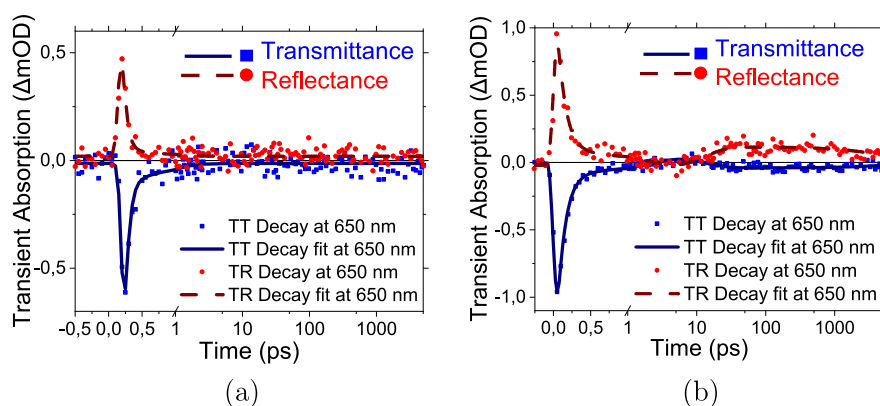 Transmittance
Reflectance
Transient Absorption (ΔmOD)
0,5
0,0
-0,5
TT Decay at 650 nm
TT Decay fit at 650 nm
TR Decay at 650 nm
TR Decay fit at 650 nm
-0,5 0,0 0,5 1 10 100 1000
Time (ps)
(a)
Transmittance
Reflectance
Transient Absorption (ΔmOD)
1,0
0,5
0,0
-0,5
-1,0
TT Decay at 650 nm
TT Decay fit at 650 nm
TR Decay at 650 nm
TR Decay fit at 650 nm
0,0 0,5 1 10 100 1000
Time (ps)
(b)